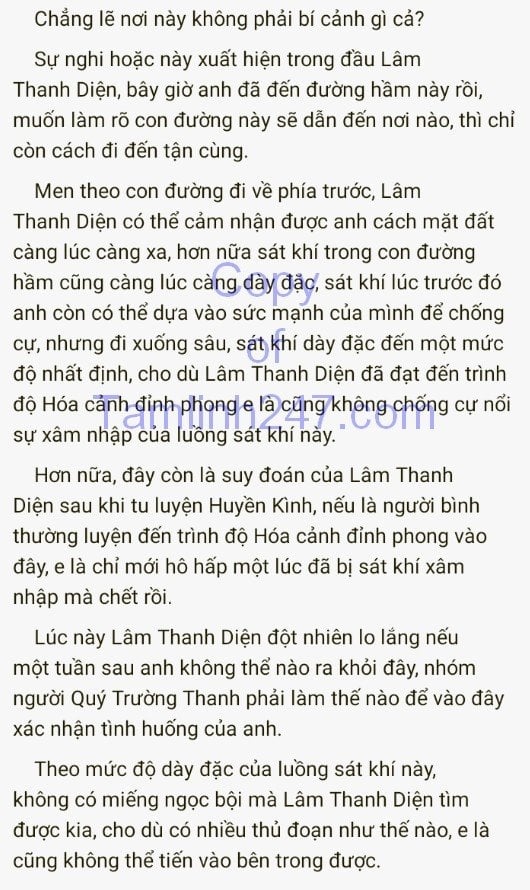 Chẳng lẽ nơi này không phải bí cảnh gì cả?
Sự nghi hoặc này xuất hiện trong đầu Lâm
Thanh Diện, bây giờ anh đã đến đường hầm này rồi,
muốn làm rõ con đường này sẽ dẫn đến nơi nào, thì chỉ
còn cách đi đến tận cùng.
Men theo con đường đi về phía trước, Lâm
Thanh Diện có thể cảm nhận được anh cách mặt đất
càng lúc càng xa, hơn nữa sát khí trong con đường
hầm cũng càng lúc càng dày đặc, sát khí lúc trước đó
Copy
anh còn có thể dựa vào sức mạnh của mình để chống
cự, nhưng đi xuống sâu, sát khí dày đặc đến một mức
of
độ nhất định, cho dù Lâm Thanh Diện đã đạt đến trình
độ Hóa cảnh đỉnh phong e là cũng không chống cự nổi
Tamlinh247.com
sự xâm nhập của luồng sát khí này.
Hơn nữa, đây còn là suy đoán của Lâm Thanh
Diện sau khi tu luyện Huyền Kình, nếu là người bình
thường luyện đến trình độ Hóa cảnh đỉnh phong vào
đây, e là chỉ mới hô hấp một lúc đã bị sát khí xâm
nhập mà chết rồi.
Lúc này Lâm Thanh Diện đột nhiên lo lắng nếu
một tuần sau anh không thể nào ra khỏi đây, nhóm
người Quý Trường Thanh phải làm thế nào để vào đây
xác nhận tình huống của anh.
Theo mức độ dày đặc của luồng sát khí này,
không có miếng ngọc bội mà Lâm Thanh Diện tìm
được kia, cho dù có nhiều thủ đoạn như thế nào, e là
cũng không thể tiến vào bên trong được.